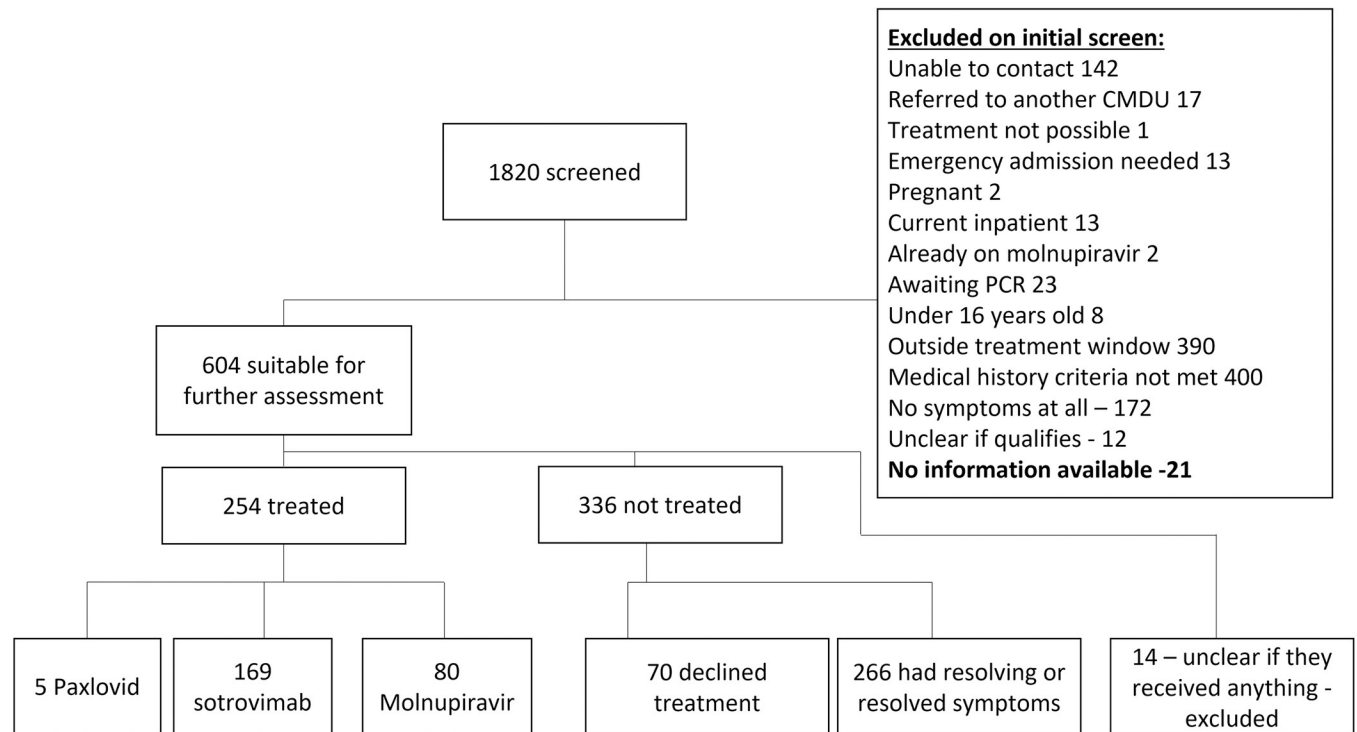 1820 screened
Excluded on initial screen:
Unable to contact 142
Referred to another CMDU 17
Treatment not possible 1
Emergency admission needed 13
Pregnant 2
Current inpatient 13
Already on molnupiravir 2
Awaiting PCR 23
Under 16 years old 8
Outside treatment window 390
Medical history criteria not met 400
No symptoms at all – 172
Unclear if qualifies - 12
No information available -21
604 suitable for
further assessment
254 treated
336 not treated
5 Paxlovid
169
sotrovimab
80
Molnupiravir
70 declined
treatment
266 had resolving or
resolved symptoms
14 – unclear if they
received anything -
excluded